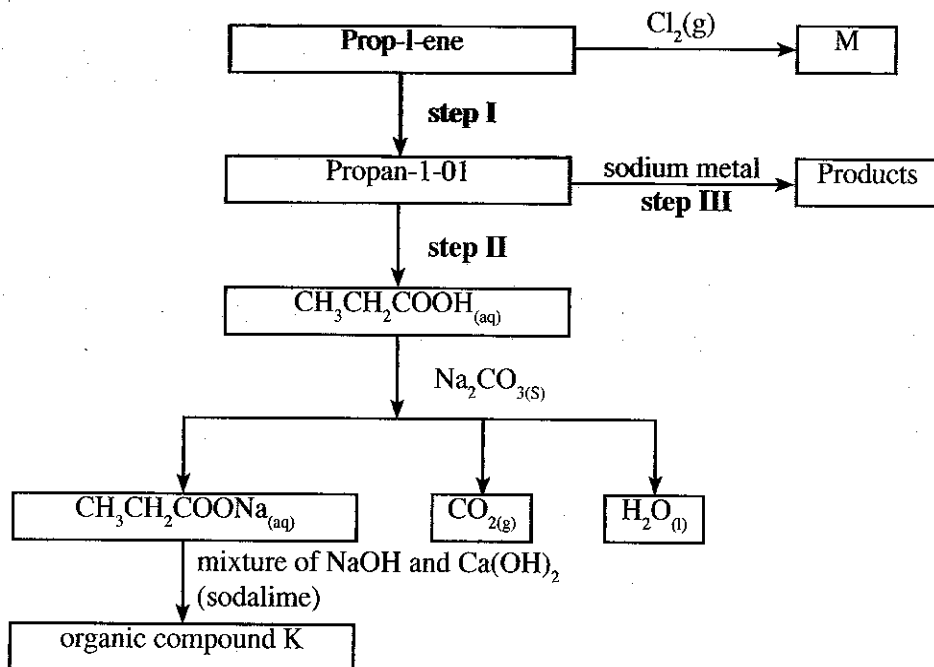 Prop-l-ene
Cl₂(g)
M
step I
Propan-1-01
sodium metal
step III
Products
step II
CH₃CH₂COOH₍aq₎
Na₂CO₃₍S₎
CH₃CH₂COONa₍aq₎
CO₂₍g₎
H₂O₍l₎
mixture of NaOH and Ca(OH)₂
(sodalime)
organic compound K